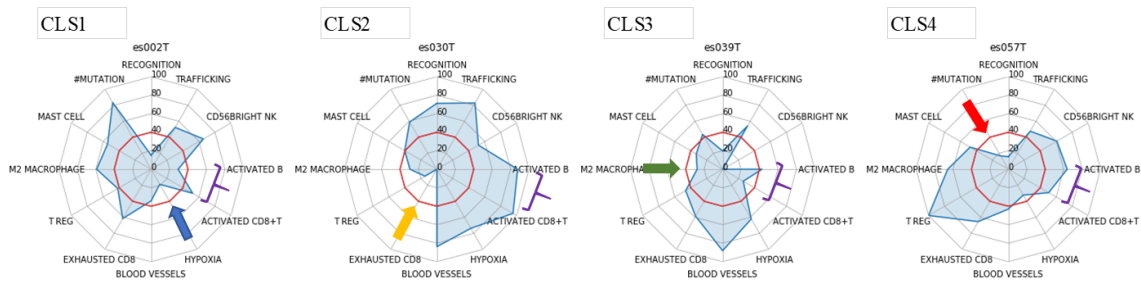 CLS1
es002T
RECOGNITION
100
#MUTATION
TRAFFICKING
80
60
MAST CELL
CD56BRIGHT NK
40
20
M2 MACROPHAGE
0
ACTIVATED B
T REG
ACTIVATED CD8+T
EXHAUSTED CD8
HYPOXIA
BLOOD VESSELS
CLS2
es030T
RECOGNITION
100
#MUTATION
TRAFFICKING
80
60
MAST CELL
CD56BRIGHT NK
40
20
M2 MACROPHAGE
0
ACTIVATED B
T REG
ACTIVATED CD8+T
EXHAUSTED CD8
HYPOXIA
BLOOD VESSELS
CLS3
es039T
RECOGNITION
100
#MUTATION
TRAFFICKING
80
60
MAST CELL
CD56BRIGHT NK
40
20
M2 MACROPHAGE
0
ACTIVATED B
T REG
ACTIVATED CD8+T
EXHAUSTED CD8
HYPOXIA
BLOOD VESSELS
CLS4
es057T
RECOGNITION
100
#MUTATION
TRAFFICKING
80
60
MAST CELL
CD56BRIGHT NK
40
20
M2 MACROPHAGE
0
ACTIVATED B
T REG
ACTIVATED CD8+T
EXHAUSTED CD8
HYPOXIA
BLOOD VESSELS